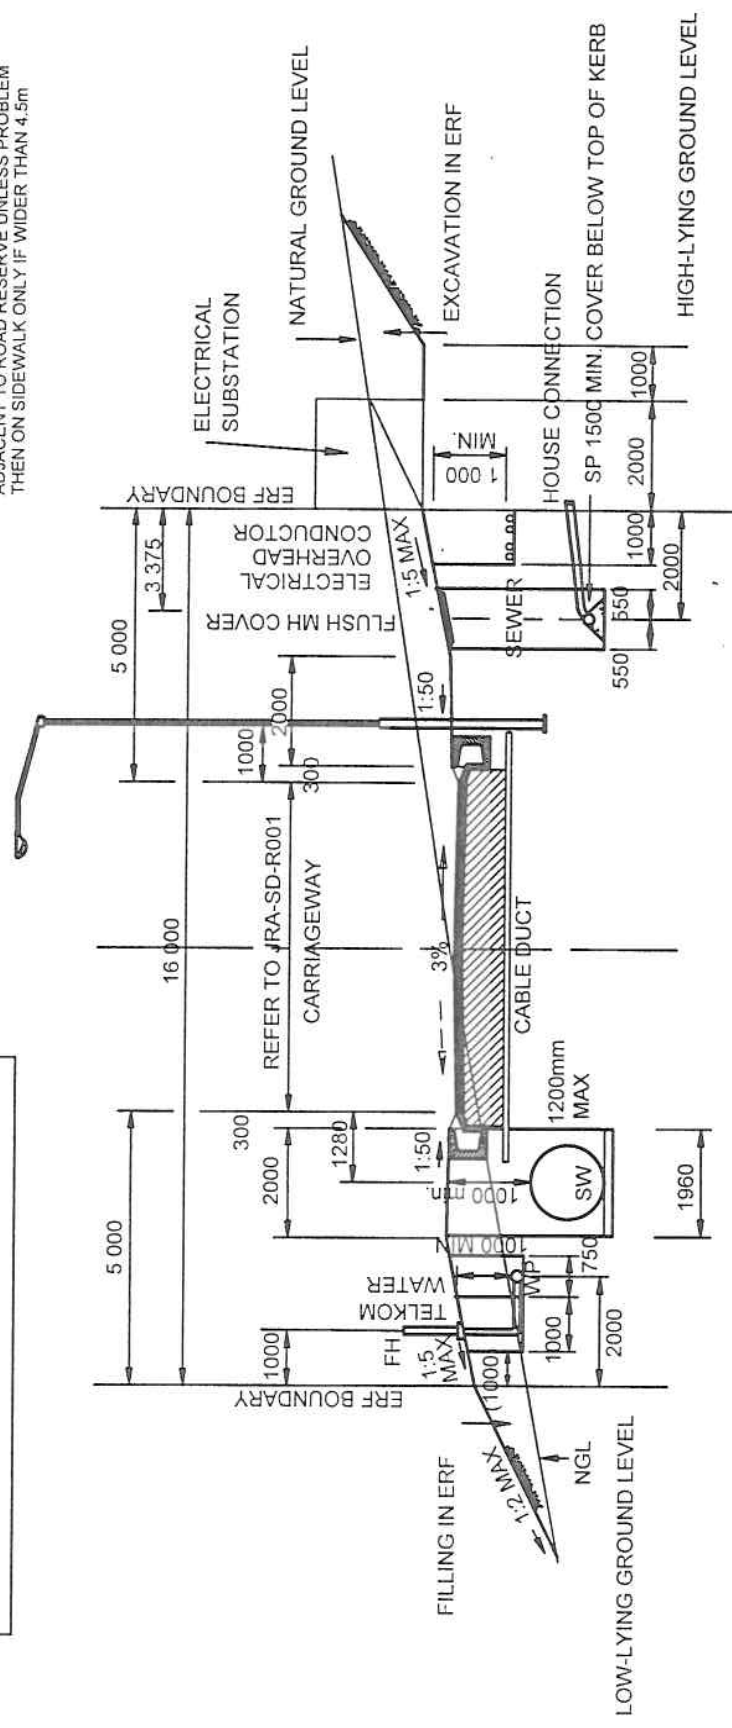 ADJACENT TO ROAD RESERVE UNLESS PROBLEM
THEN ON SIDEWALK ONLY IF WIDER THAN 4.5m
16 000
5 000
5 000
3 375
1000
2000
300
1280
REFER TO JRA-SD-R001
CARRIAGEWAY
300
1000
2000
ERF BOUNDARY
ERF BOUNDARY
ELECTRICAL
SUBSTATION
NATURAL GROUND LEVEL
EXCAVATION IN ERF
ELECTRICAL
OVERHEAD
CONDUCTOR
FLUSH MH COVER
1:5 MAX
1:50
3%
1:50
1 000
MIN.
SEWER
HOUSE CONNECTION
SP 1500 MIN. COVER BELOW TOP OF KERB
HIGH-LYING GROUND LEVEL
550
550
1000
2000
2000
1000
CABLE DUCT
1200mm
MAX
SW
1000 min.
1960
WATER
TELKOM
FH
1:5
MAX
WP
750
1000
2000
(1000
FILLING IN ERF
1:2 MAX
NGL
LOW-LYING GROUND LEVEL